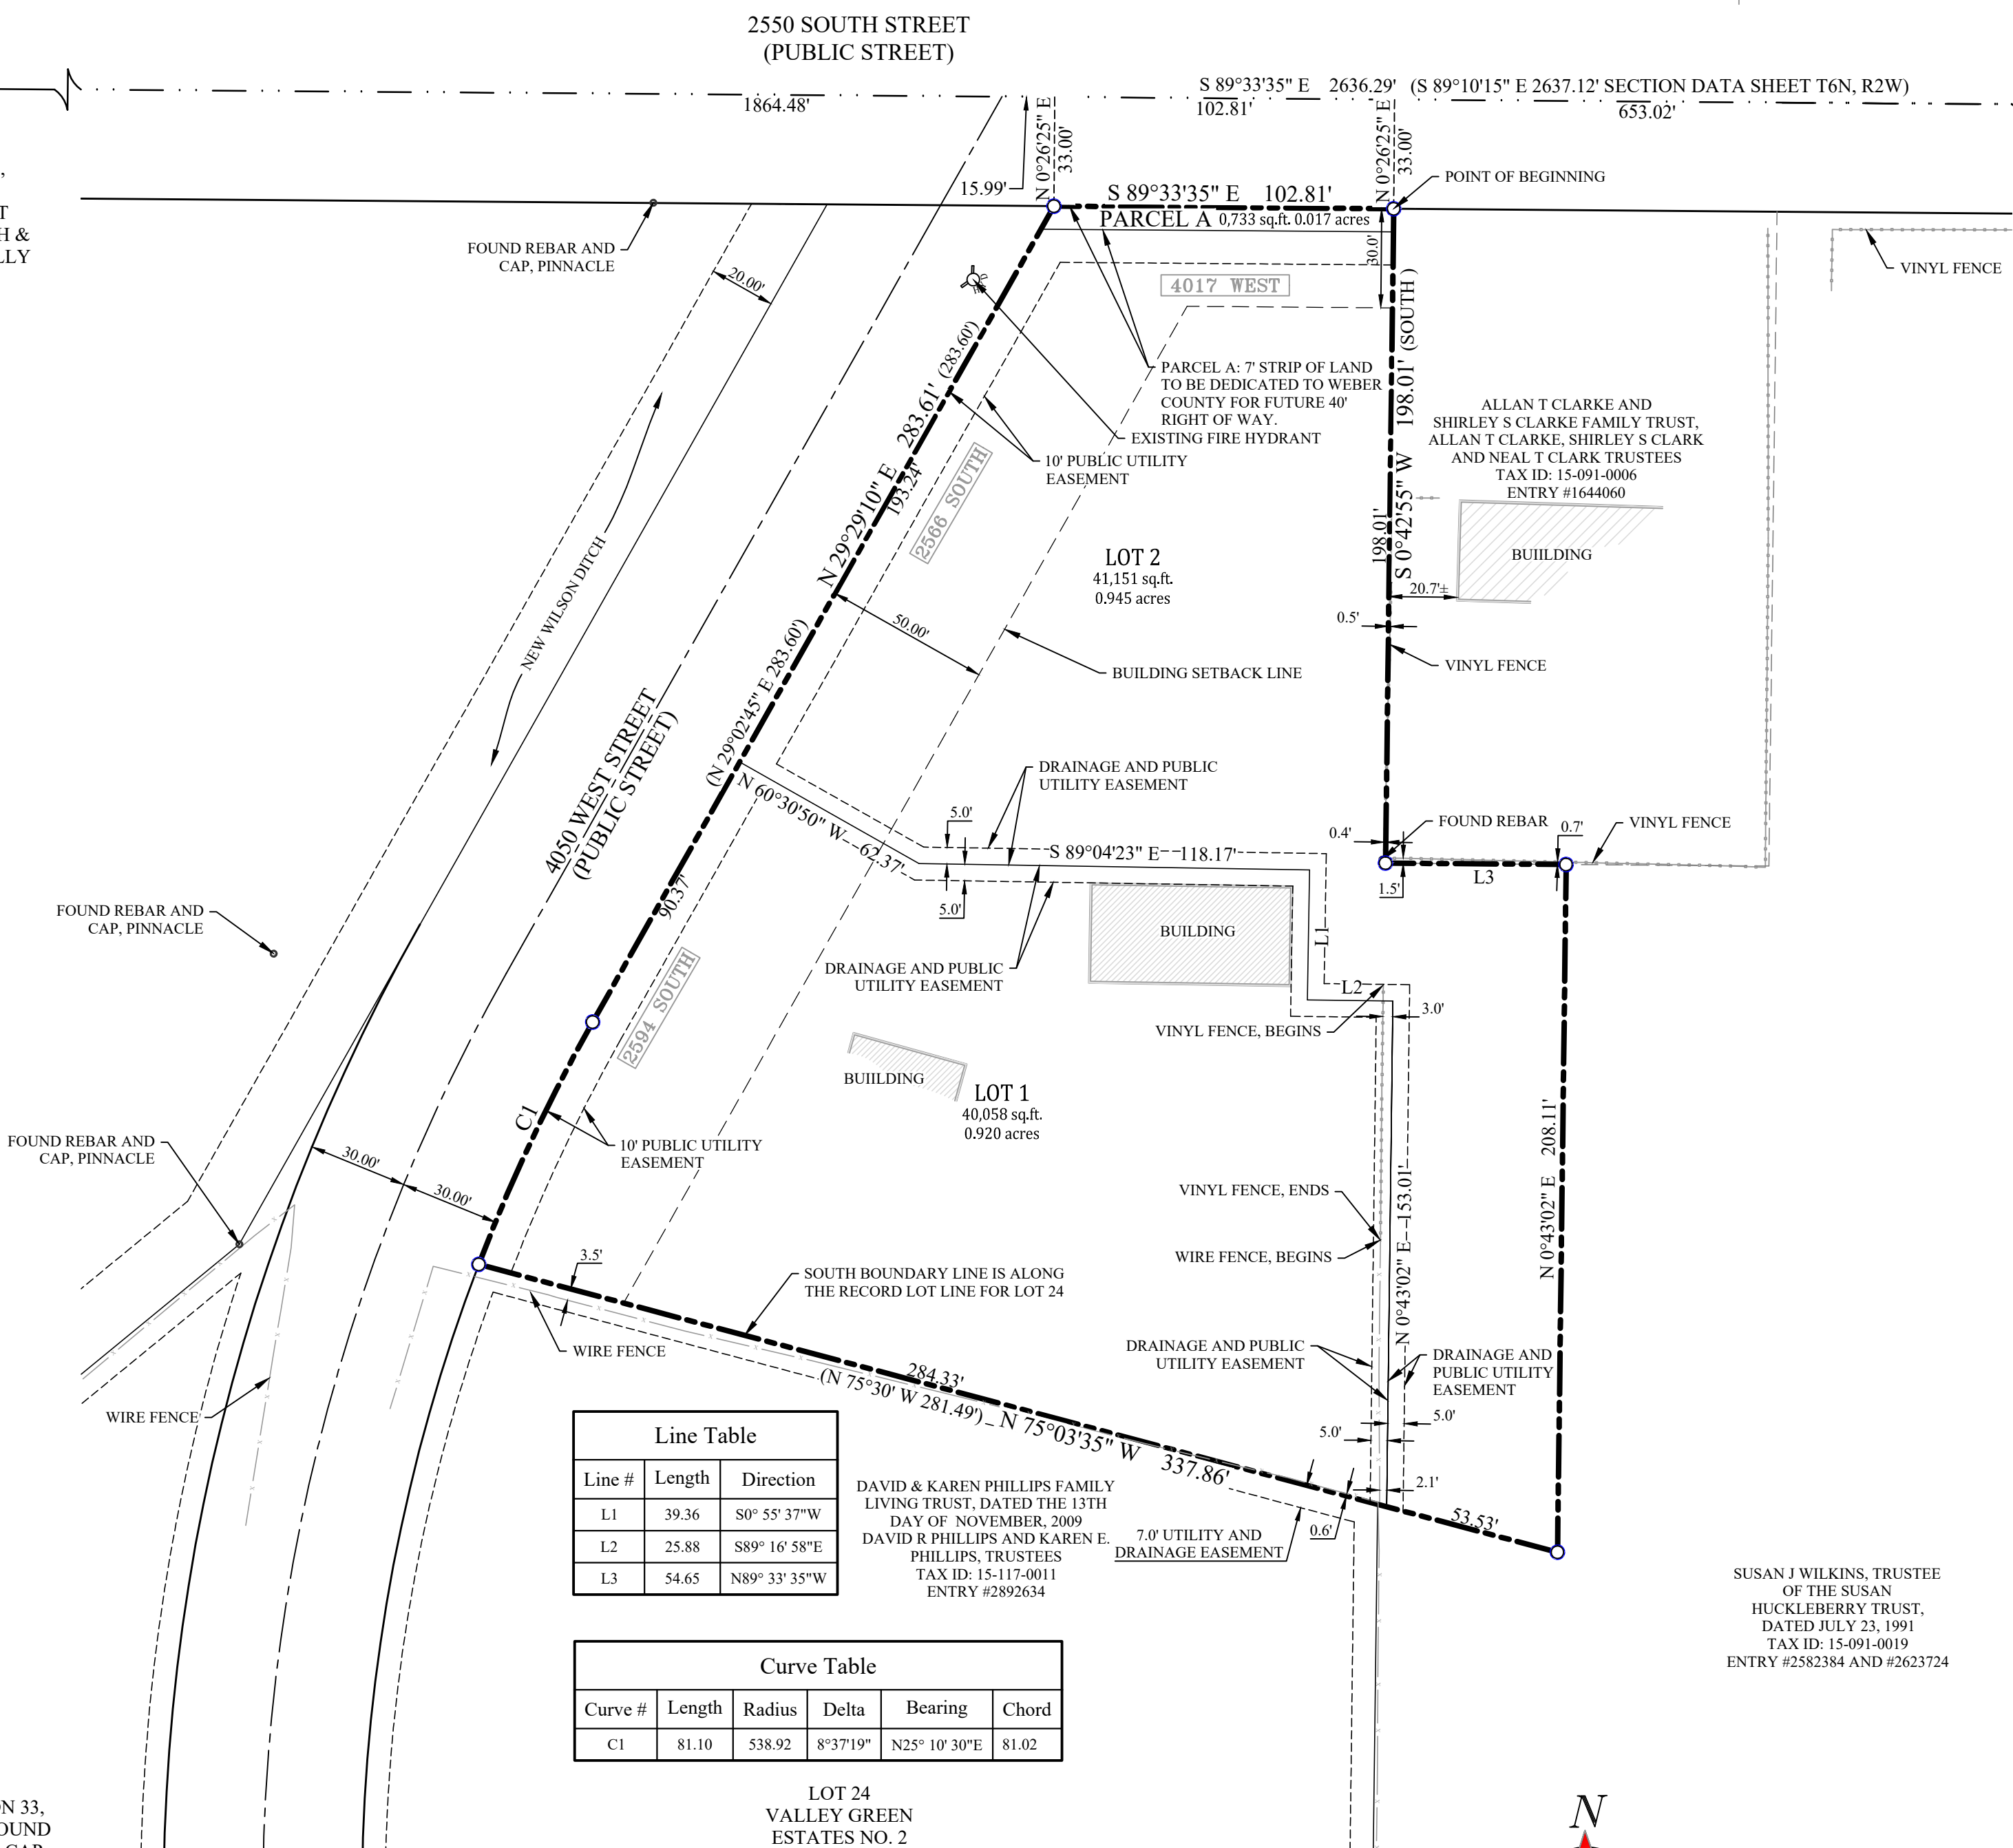 2550 SOUTH STREET
(PUBLIC STREET)
S 89°33'35" E 2636.29' (S 89°10'15" E 2637.12' SECTION DATA SHEET T6N, R2W)
1864.48'
102.81'
653.02'
N 0°26'25" E
33.00'
N 0°26'25" E
33.00'
15.99'
S 89°33'35" E 102.81'
POINT OF BEGINNING
PARCEL A 0,733 sq.ft. 0.017 acres
H &
LLY
FOUND REBAR AND
CAP, PINNACLE
20.00'
30.0'
4017 WEST
VINYL FENCE
PARCEL A: 7' STRIP OF LAND
TO BE DEDICATED TO WEBER
COUNTY FOR FUTURE 40'
RIGHT OF WAY.
EXISTING FIRE HYDRANT
10' PUBLIC UTILITY
EASEMENT
198.01' (SOUTH)
S 0°42'55" W
198.01'
ALLAN T CLARKE AND
SHIRLEY S CLARKE FAMILY TRUST,
ALLAN T CLARKE, SHIRLEY S CLARK
AND NEAL T CLARK TRUSTEES
TAX ID: 15-091-0006
ENTRY #1644060
BUIILDING
20.7'±
0.5'
VINYL FENCE
N 29°29'10" E 283.61' (283.60')
193.24'
(N 29°02'45" E 283.60')
2566 SOUTH
LOT 2
41,151 sq.ft.
0.945 acres
50.00'
BUILDING SETBACK LINE
NEW WILSON DITCH
4050 WEST STREET
(PUBLIC STREET)
DRAINAGE AND PUBLIC
UTILITY EASEMENT
N 60°30'50" W 62.37'
5.0'
S 89°04'23" E 118.17'
5.0'
0.4'
FOUND REBAR
0.7'
VINYL FENCE
1.5'
L3
90.37'
FOUND REBAR AND
CAP, PINNACLE
BUILDING
L1
DRAINAGE AND PUBLIC
UTILITY EASEMENT
L2
3.0'
VINYL FENCE, BEGINS
2594 SOUTH
BUIILDING
LOT 1
40,058 sq.ft.
0.920 acres
C1
10' PUBLIC UTILITY
EASEMENT
FOUND REBAR AND
CAP, PINNACLE
30.00'
30.00'
VINYL FENCE, ENDS
WIRE FENCE, BEGINS
N 0°43'02" E 153.01'
N 0°43'02" E 208.11'
3.5'
SOUTH BOUNDARY LINE IS ALONG
THE RECORD LOT LINE FOR LOT 24
WIRE FENCE
WIRE FENCE
DRAINAGE AND PUBLIC
UTILITY EASEMENT
DRAINAGE AND
PUBLIC UTILITY
EASEMENT
284.33'
(N 75°30' W 281.49')
N 75°03'35" W 337.86'
5.0'
5.0'
2.1'
53.53'
0.6'
7.0' UTILITY AND
DRAINAGE EASEMENT
Line Table
Line # Length Direction
L1 39.36 S0° 55' 37"W
L2 25.88 S89° 16' 58"E
L3 54.65 N89° 33' 35"W
DAVID & KAREN PHILLIPS FAMILY
LIVING TRUST, DATED THE 13TH
DAY OF NOVEMBER, 2009
DAVID R PHILLIPS AND KAREN E.
PHILLIPS, TRUSTEES
TAX ID: 15-117-0011
ENTRY #2892634
SUSAN J WILKINS, TRUSTEE
OF THE SUSAN
HUCKLEBERRY TRUST,
DATED JULY 23, 1991
TAX ID: 15-091-0019
ENTRY #2582384 AND #2623724
Curve Table
Curve # Length Radius Delta Bearing Chord
C1 81.10 538.92 8°37'19" N25° 10' 30"E 81.02
LOT 24
VALLEY GREEN
ESTATES NO. 2
N 33,
OUND
N